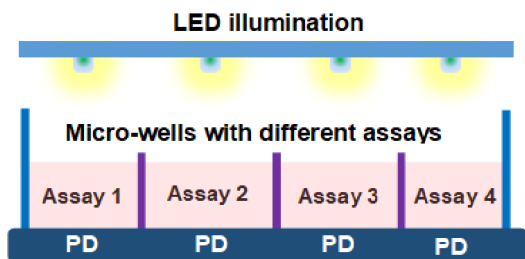 LED illumination
Micro-wells with different assays
Assay 1 Assay 2 Assay 3 Assay 4
PD PD PD PD